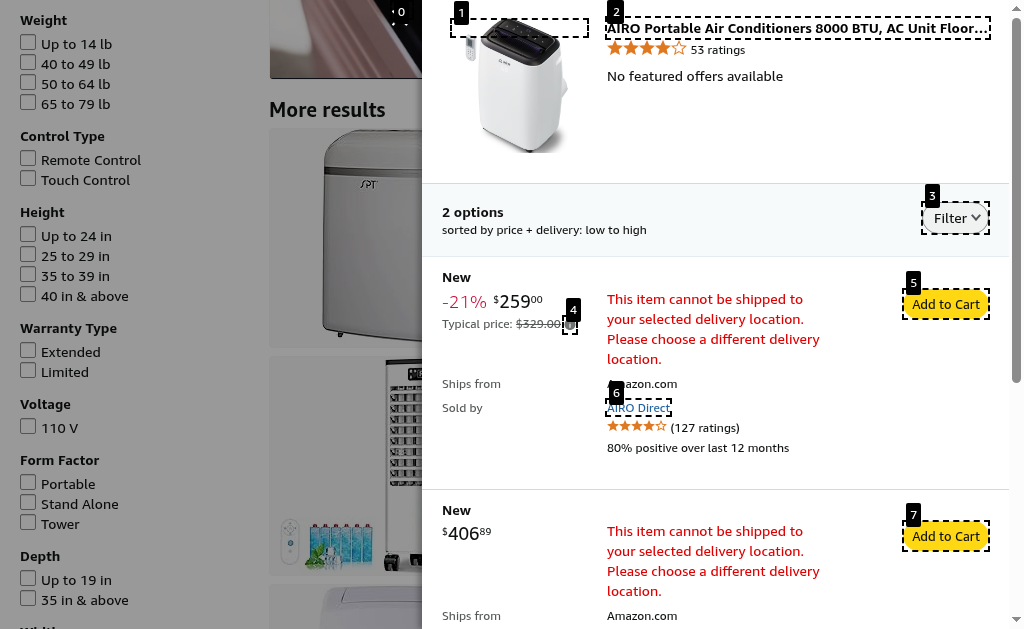 Weight
Up to 14 lb
40 to 49 lb
50 to 64 lb
65 to 79 lb
Control Type
Remote Control
Touch Control
Height
Up to 24 in
25 to 29 in
35 to 39 in
40 in & above
Warranty Type
Extended
Limited
Voltage
110 V
Form Factor
Portable
Stand Alone
Tower
Depth
Up to 19 in
35 in & above
0
More results
SPT
1
2
AIRO Portable Air Conditioners 8000 BTU, AC Unit Floor...
53 ratings
No featured offers available
2 options
sorted by price + delivery: low to high
3
Filter
New
-21% $25900
Typical price: $329.00
4
This item cannot be shipped to
your selected delivery location.
Please choose a different delivery
location.
5
Add to Cart
Ships from
Amazon.com
6
Sold by
AIRO Direct
(127 ratings)
80% positive over last 12 months
New
$40689
This item cannot be shipped to
your selected delivery location.
Please choose a different delivery
location.
7
Add to Cart
Ships from
Amazon.com